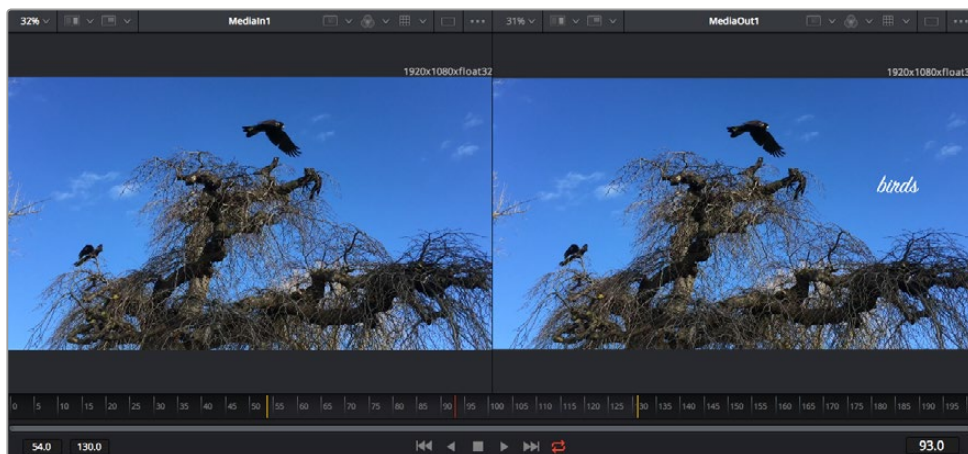 32% MediaIn1 31% MediaOut1
1920x1080xfloat32 1920x1080xfloat3
birds
0 5 10 15 20 25 30 35 40 45 50 55 60 65 70 75 80 85 90 95 100 105 110 115 120 125 30 135 140 145 150 155 160 165 170 175 180 185 190 195
54.0 130.0 93.0